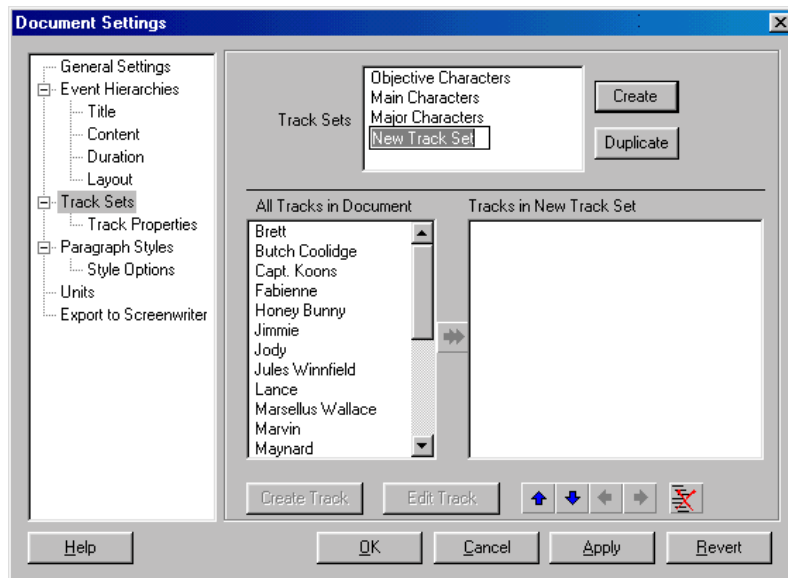 Document Settings
General Settings
Event Hierarchies
Title
Content
Duration
Layout
Track Sets
Track Properties
Paragraph Styles
Style Options
Units
Export to Screenwriter
Track Sets
Objective Characters
Main Characters
Major Characters
New Track Set
Create
Duplicate
All Tracks in Document
Brett
Butch Coolidge
Capt. Koons
Fabienne
Honey Bunny
Jimmie
Jody
Jules Winnfield
Lance
Marsellus Wallace
Marvin
Maynard
Tracks in New Track Set
Create Track
Edit Track
Help
OK
Cancel
Apply
Revert